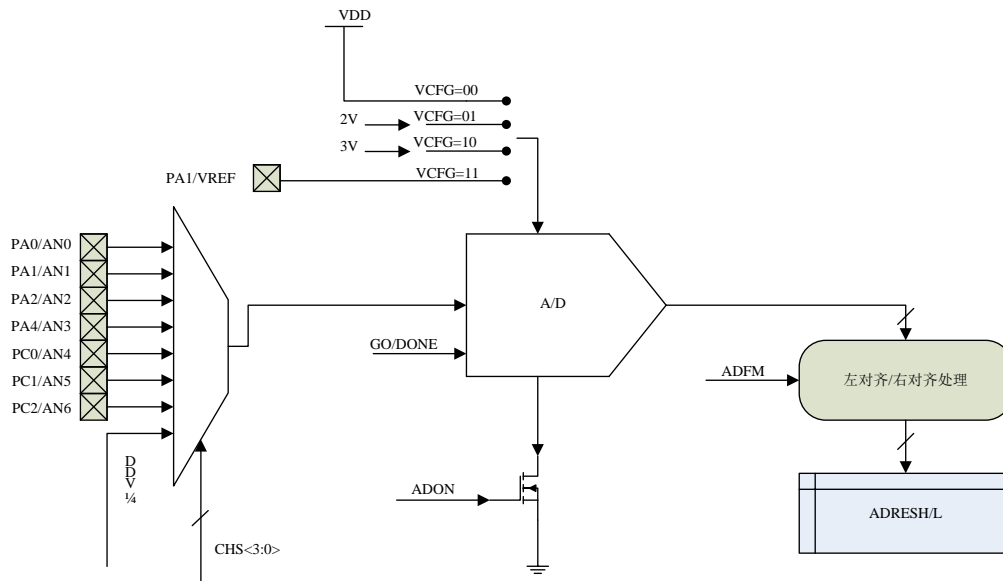 VDD
VCFG=00
2V
VCFG=01
3V
VCFG=10
PA1/VREF
VCFG=11
PA0/AN0
PA1/AN1
PA2/AN2
PA4/AN3
PC0/AN4
PC1/AN5
PC2/AN6
A/D
GO/DONE
ADFM
左对齐/右对齐处理
¼VDD
ADON
ADRESH/L
CHS<3:0>